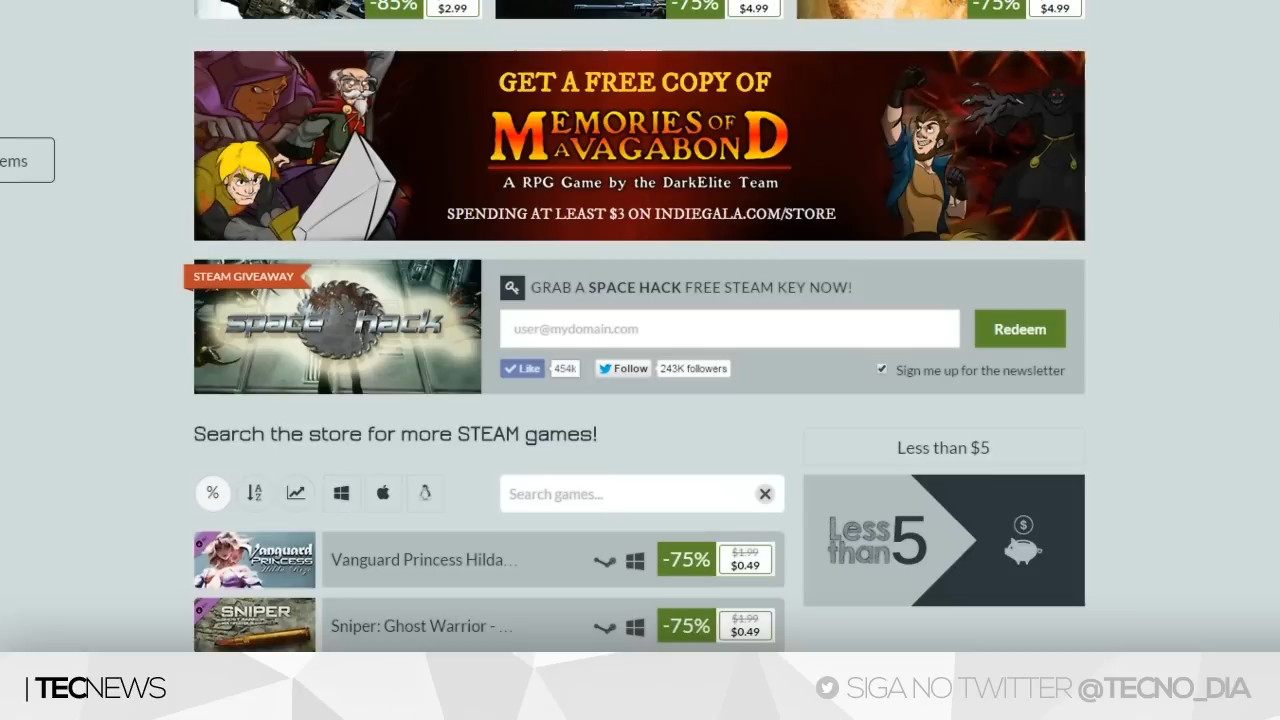 -85%
$2.99
-75%
$4.99
-75%
$4.99
GET A FREE COPY OF
MEMORIES OF
A VAGABOND
A RPG Game by the DarkElite Team
SPENDING AT LEAST $3 ON INDIEGALA.COM/STORE
ems
STEAM GIVEAWAY
space hack
GRAB A SPACE HACK FREE STEAM KEY NOW!
user@mydomain.com
Redeem
Like
454k
Follow
243K followers
Sign me up for the newsletter
Search the store for more STEAM games!
% A Z
Search games...
Vanguard
PRINCESS
Vanguard Princess Hilda...
-75%
$1.99
$0.49
SNIPER
Sniper: Ghost Warrior - ...
-75%
$1.99
$0.49
Less than $5
Less
than 5
$
| TECNEWS
SIGA NO TWITTER @TECNO_DIA